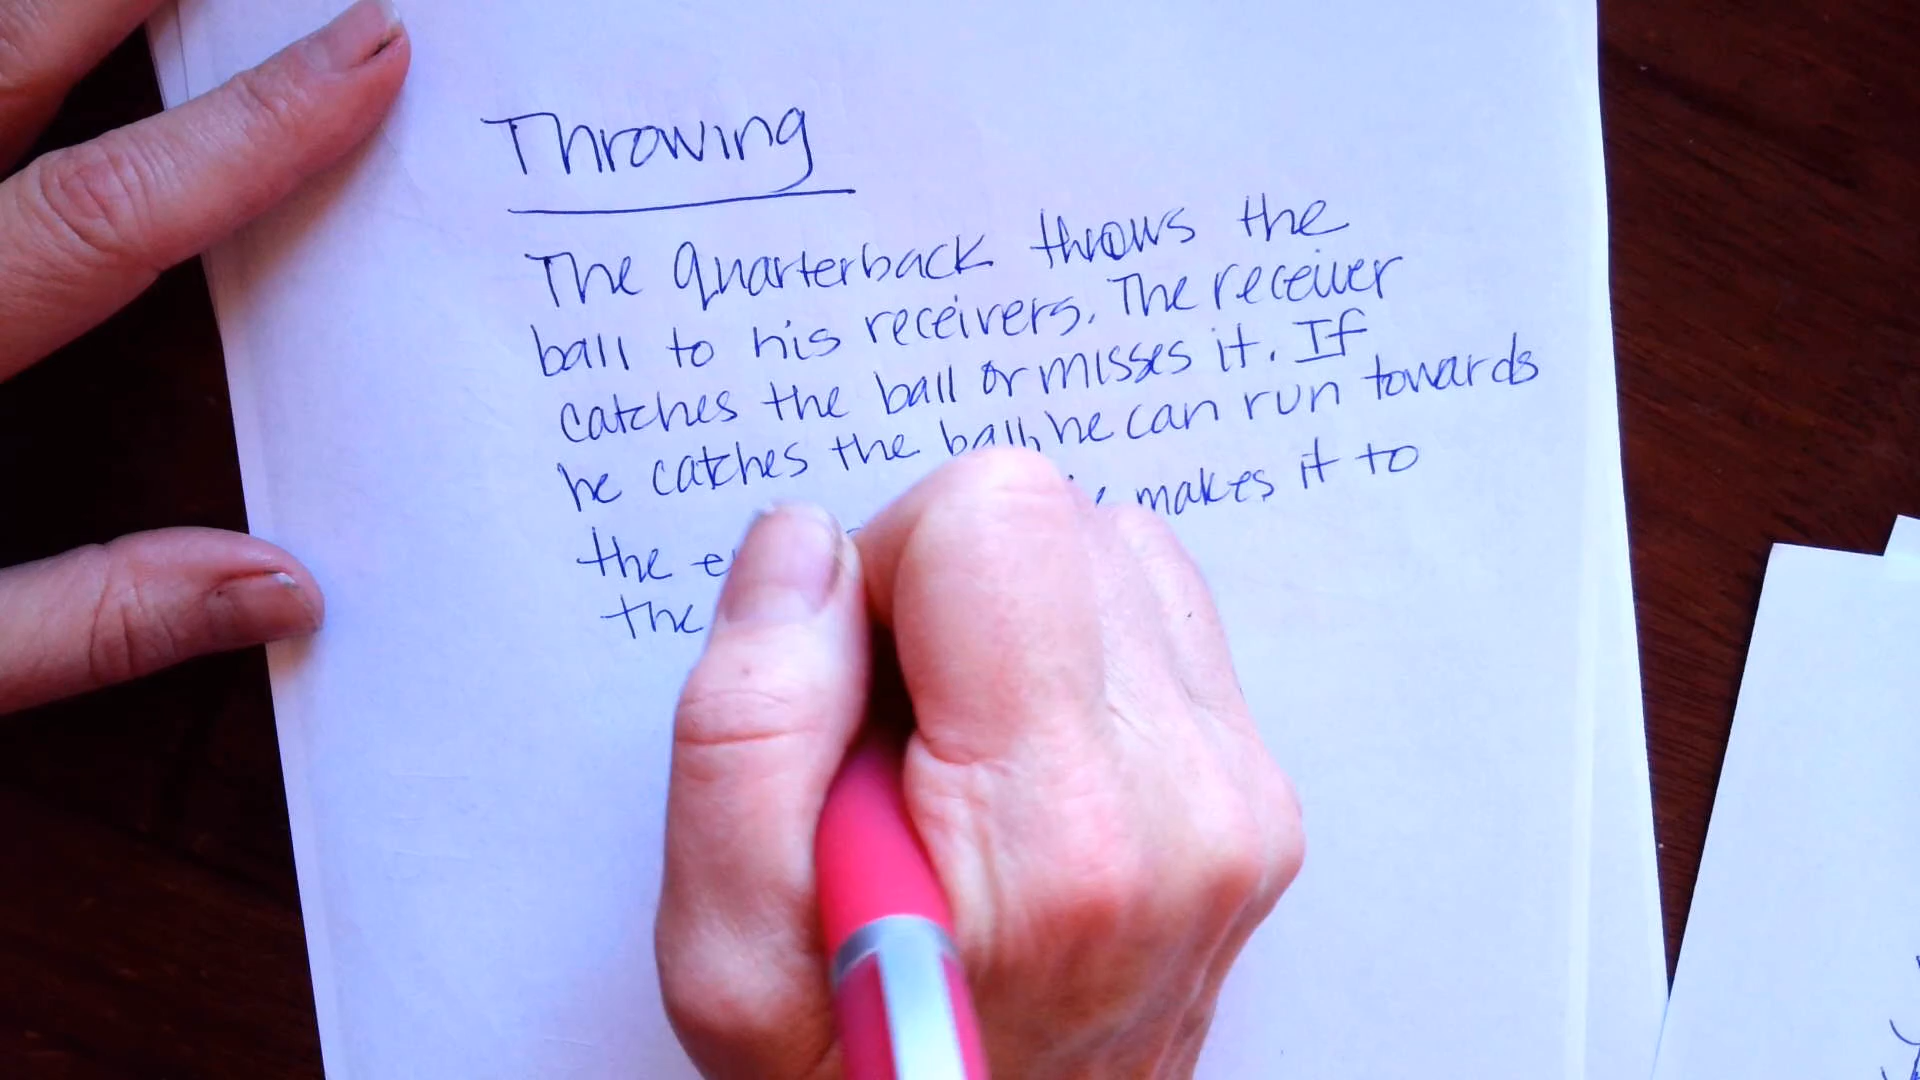 Throwing
The quarterback throws the
ball to his receivers. The receiver
catches the ball or misses it. If
he catches the ball, he can run towards
the makes it to
the